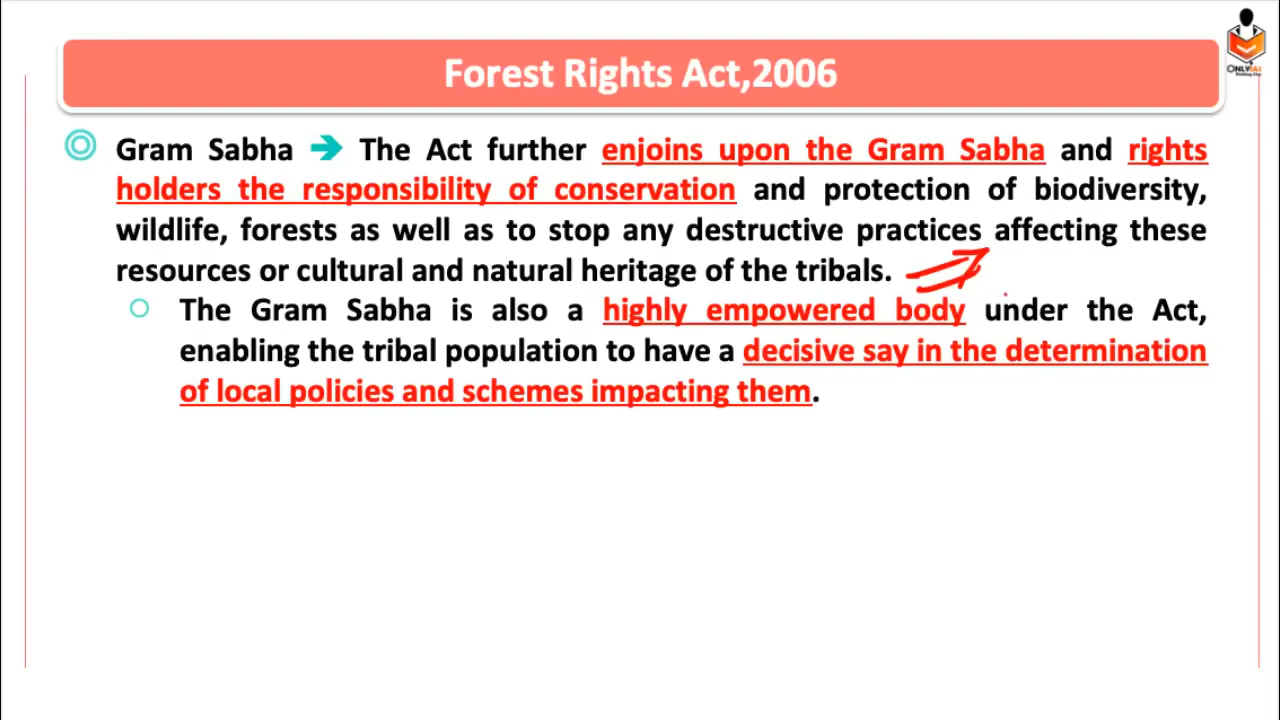 Forest Rights Act,2006
ONLYIAS
Gram Sabha → The Act further enjoins upon the Gram Sabha and rights
holders the responsibility of conservation and protection of biodiversity,
wildlife, forests as well as to stop any destructive practices affecting these
resources or cultural and natural heritage of the tribals.
The Gram Sabha is also a highly empowered body under the Act,
enabling the tribal population to have a decisive say in the determination
of local policies and schemes impacting them.